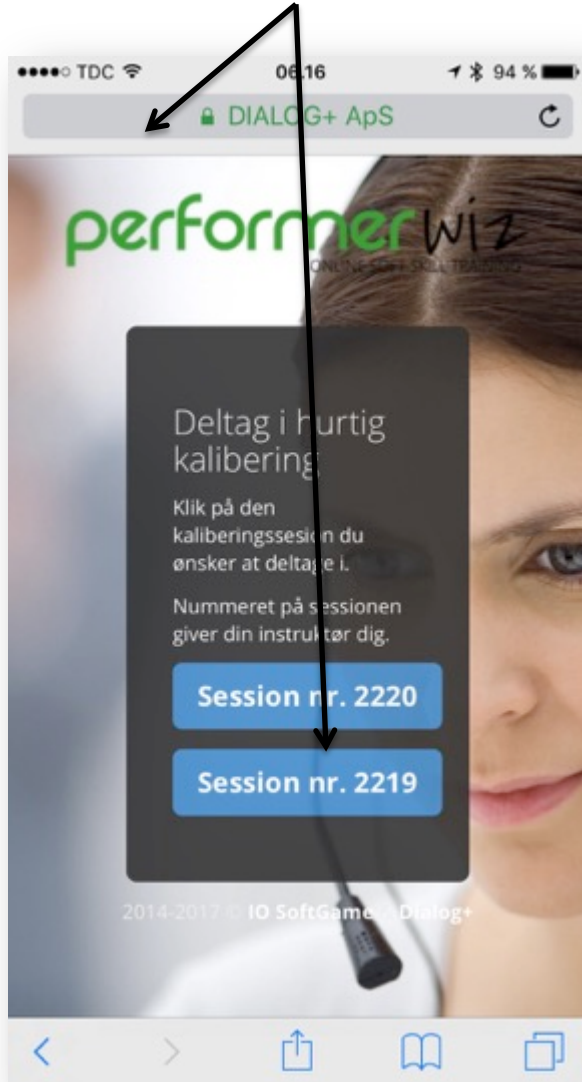 TDC 06.16 94 %
DIALOG+ ApS
performer wiz
ONLINE SOFT SKILL TRAINING
Deltag i hurtig
kalibering
Klik på den
kaliberingssesion du
ønsker at deltage i.
Nummeret på sessionen
giver din instruktør dig.
Session nr. 2220
Session nr. 2219
2014-2017 © IO SoftGame Dialog+